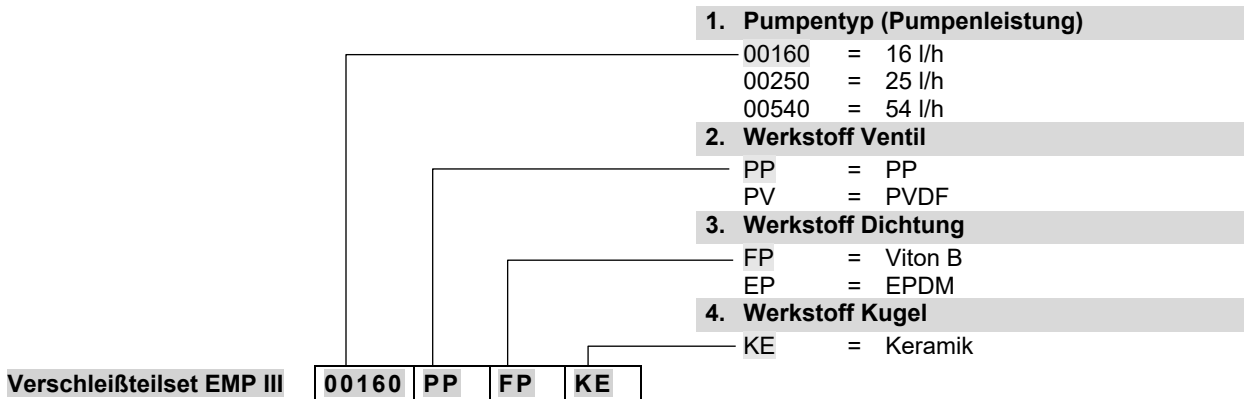 1. Pumpentyp (Pumpenleistung)
00160 = 16 l/h
00250 = 25 l/h
00540 = 54 l/h
2. Werkstoff Ventil
PP = PP
PV = PVDF
3. Werkstoff Dichtung
FP = Viton B
EP = EPDM
4. Werkstoff Kugel
KE = Keramik
Verschleißteilset EMP III 00160 PP FP KE